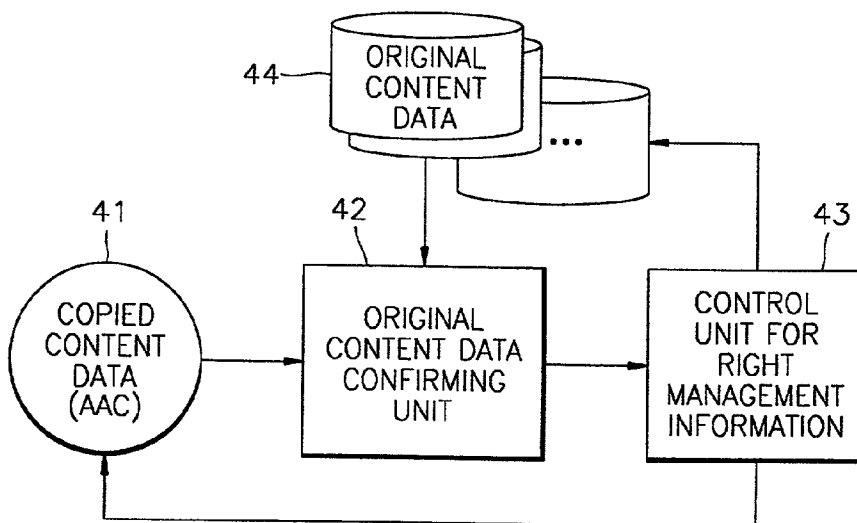 44
ORIGINAL
CONTENT
DATA
...
41
COPIED
CONTENT
DATA
(AAC)
42
ORIGINAL
CONTENT DATA
CONFIRMING
UNIT
43
CONTROL
UNIT FOR
RIGHT
MANAGEMENT
INFORMATION